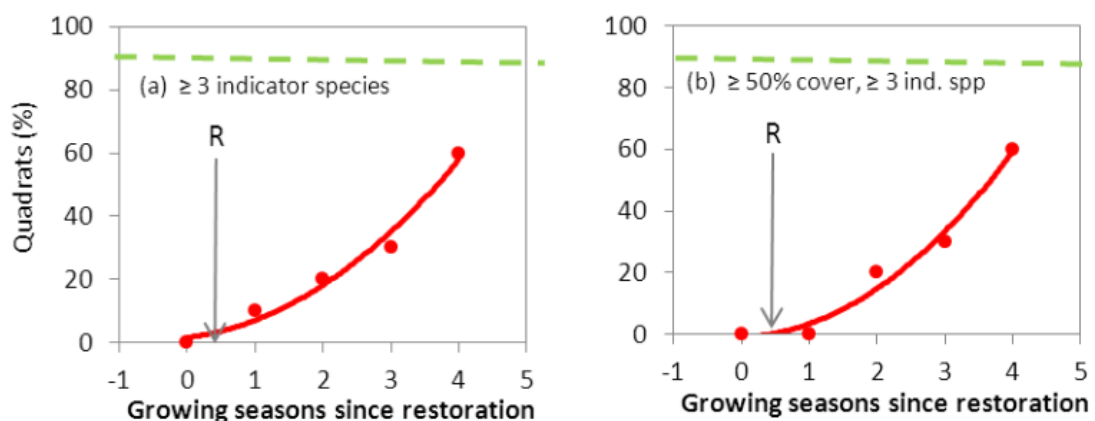 100
80
60
40
20
0
Quadrats (%)
(a) ≥ 3 indicator species
R
-1 0 1 2 3 4 5
Growing seasons since restoration
100
80
60
40
20
0
(b) ≥ 50% cover, ≥ 3 ind. spp
R
-1 0 1 2 3 4 5
Growing seasons since restoration